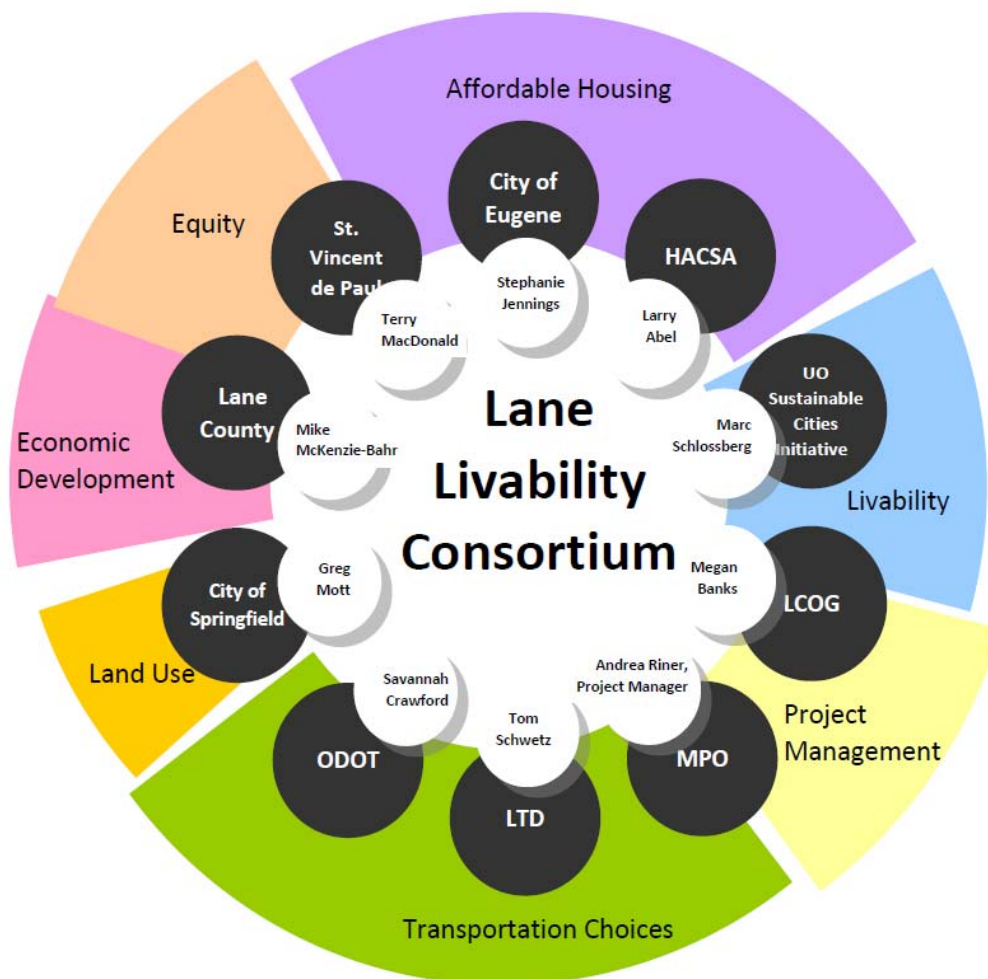 Affordable Housing
City of
Eugene
St.
Vincent
de Paul
HACSA
Equity
Stephanie
Jennings
Terry
MacDonald
Larry
Abel
Lane
County
Mike
McKenzie-Bahr
UO
Sustainable
Cities
Initiative
Marc
Schlossberg
Lane
Livability
Consortium
Economic
Development
Livability
City of
Springfield
Greg
Mott
Megan
Banks
LCOG
Land Use
Savannah
Crawford
Andrea Riner,
Project Manager
Tom
Schwetz
Project
Management
ODOT
LTD
MPO
Transportation Choices